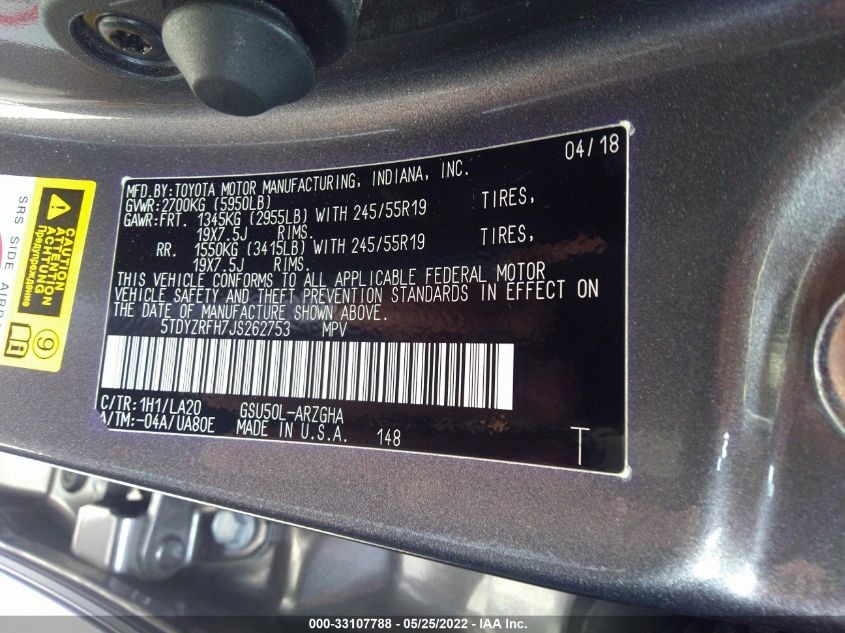 04/18
MFD.BY:TOYOTA MOTOR MANUFACTURING, INDIANA, INC.
GVWR:2700KG (5950LB)
GAWR:FRT. 1345KG (2955LB) WITH 245/55R19 TIRES,
19X7.5J RIMS.
RR. 1550KG (3415LB) WITH 245/55R19 TIRES,
19X7.5J RIMS.
THIS VEHICLE CONFORMS TO ALL APPLICABLE FEDERAL MOTOR
VEHICLE SAFETY AND THEFT PREVENTION STANDARDS IN EFFECT ON
THE DATE OF MANUFACTURE SHOWN ABOVE.
5TDYZRFH7JS262753 MPV
C/TR:1H1/LA20 GSU50L-ARZGHA
A/TM:-04A/UA80E MADE IN U.S.A. 148
T
CAUTION
ATTENTION
ACHTUNG
Предупреждение
9
SRS SIDE
000-33107788 - 05/25/2022 - IAA Inc.